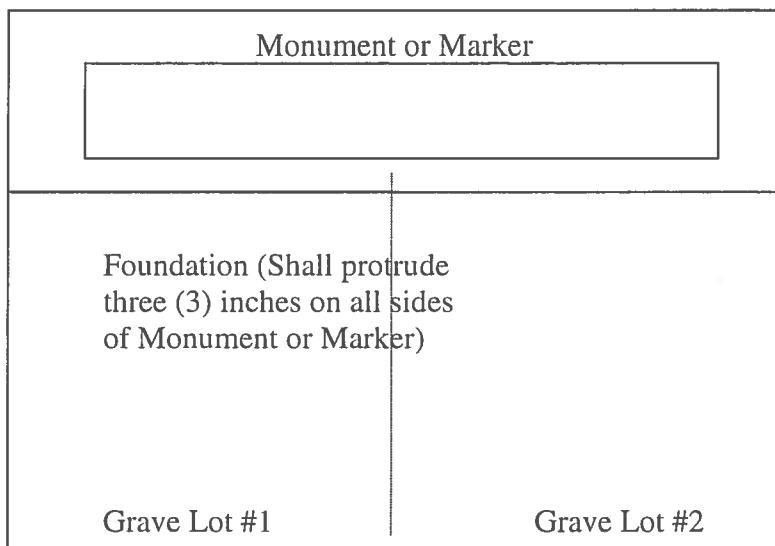 Monument or Marker
Foundation (Shall protrude
three (3) inches on all sides
of Monument or Marker)
Grave Lot #1
Grave Lot #2